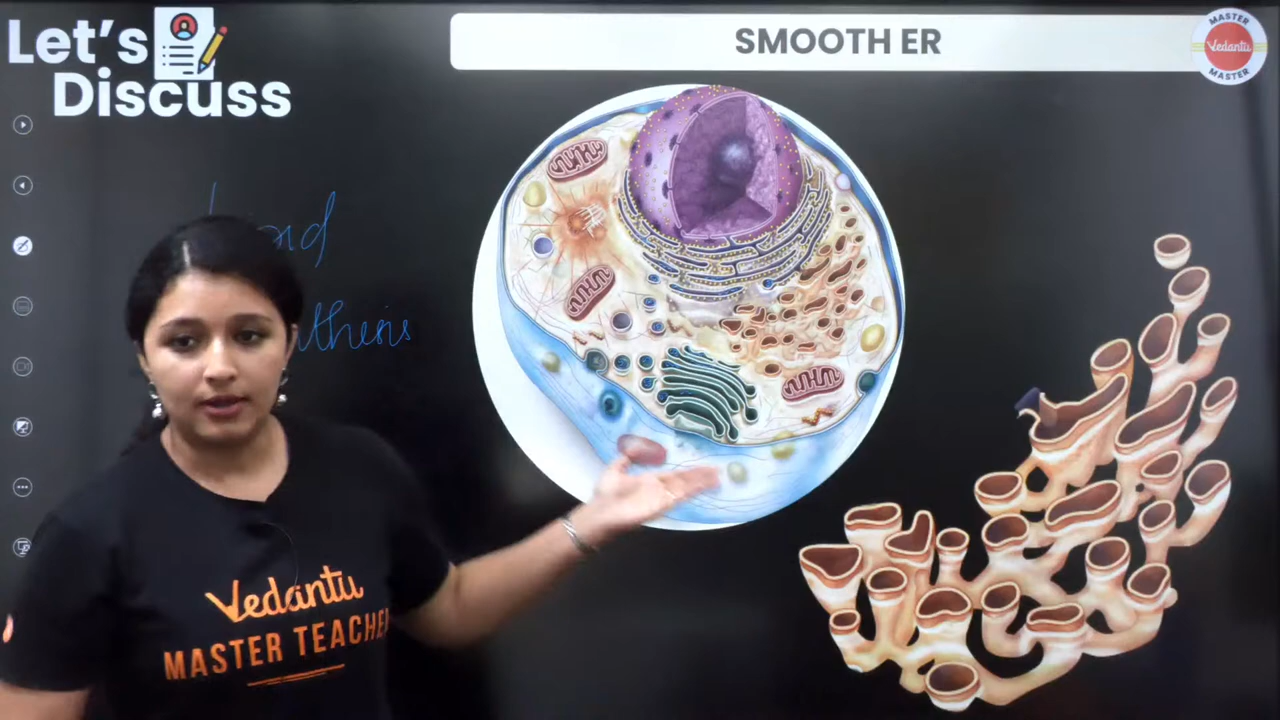 Let's
Discuss
SMOOTH ER
MASTER
Vedantu
MASTER
Vedantu
MASTER TEACHER